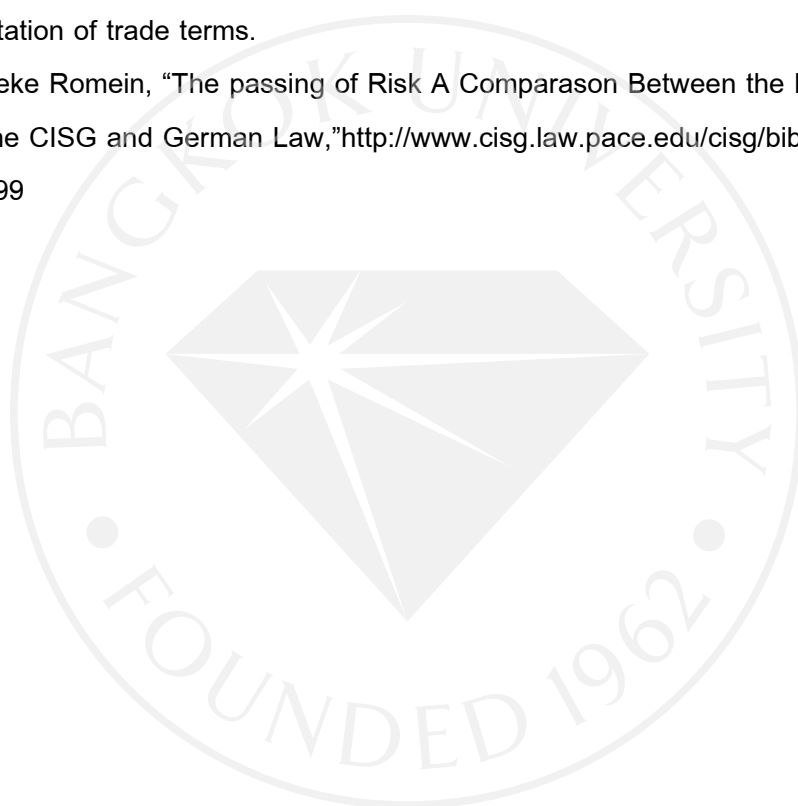 tation of trade terms.
eke Romein, “The passing of Risk A Comparason Between the
ne CISG and German Law,”http://www.cisg.law.pace.edu/cisg/bib
99
BANGKOK UNIVERSITY
• FOUNDED 1962 •